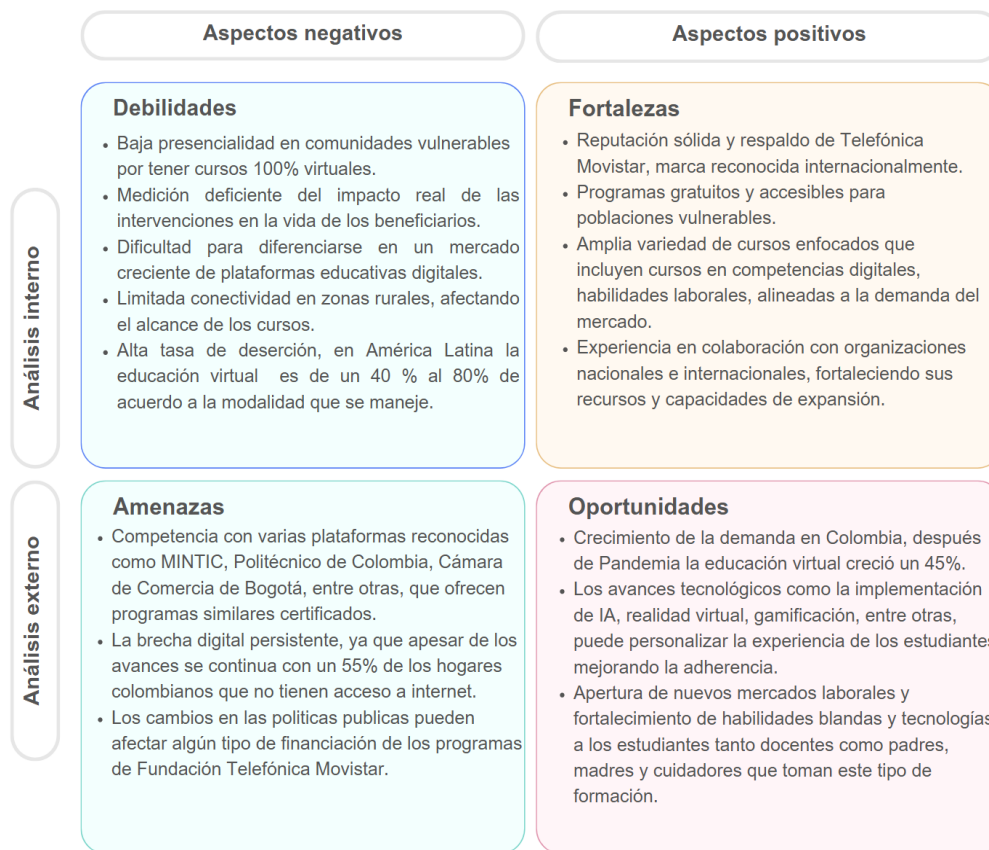 Aspectos negativos
Aspectos positivos
Análisis interno
Debilidades
• Baja presencialidad en comunidades vulnerables
por tener cursos 100% virtuales.
• Medición deficiente del impacto real de las
intervenciones en la vida de los beneficiarios.
• Dificultad para diferenciarse en un mercado
creciente de plataformas educativas digitales.
• Limitada conectividad en zonas rurales, afectando
el alcance de los cursos.
• Alta tasa de deserción, en América Latina la
educación virtual es de un 40 % al 80% de
acuerdo a la modalidad que se maneje.
Fortalezas
• Reputación sólida y respaldo de Telefónica
Movistar, marca reconocida internacionalmente.
• Programas gratuitos y accesibles para
poblaciones vulnerables.
• Amplia variedad de cursos enfocados que
incluyen cursos en competencias digitales,
habilidades laborales, alineadas a la demanda del
mercado.
• Experiencia en colaboración con organizaciones
nacionales e internacionales, fortaleciendo sus
recursos y capacidades de expansión.
Análisis externo
Amenazas
• Competencia con varias plataformas reconocidas
como MINTIC, Politécnico de Colombia, Cámara
de Comercia de Bogotá, entre otras, que ofrecen
programas similares certificados.
• La brecha digital persistente, ya que apesar de los
avances se continua con un 55% de los hogares
colombianos que no tienen acceso a internet.
• Los cambios en las politicas publicas pueden
afectar algún tipo de financiación de los programas
de Fundación Telefónica Movistar.
Oportunidades
• Crecimiento de la demanda en Colombia, después
de Pandemia la educación virtual creció un 45%.
• Los avances tecnológicos como la implementación
de IA, realidad virtual, gamificación, entre otras,
puede personalizar la experiencia de los estudiantes
mejorando la adherencia.
• Apertura de nuevos mercados laborales y
fortalecimiento de habilidades blandas y tecnologías
a los estudiantes tanto docentes como padres,
madres y cuidadores que toman este tipo de
formación.